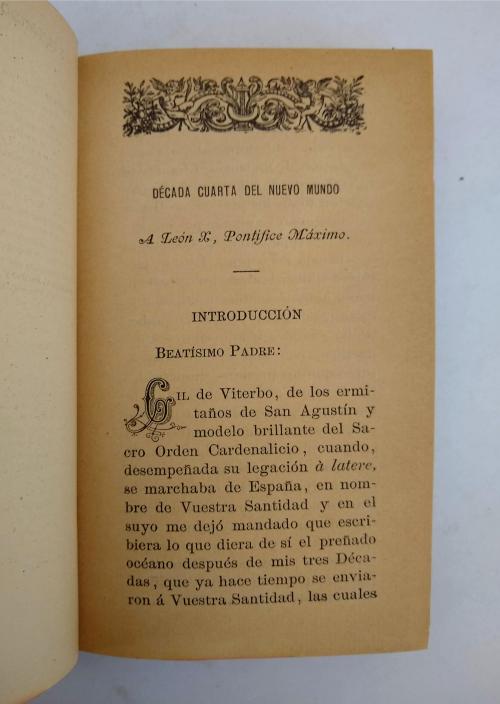 DÉCADA CUARTA DEL NUEVO MUNDO
A León X, Pontifice Máximo.
INTRODUCCIÓN
BEATÍSIMO PADRE:
GIL de Viterbo, de los ermi-
taños de San Agustín y
modelo brillante del Sa-
cro Orden Cardenalicio, cuando,
desempeñada su legación à latere,
se marchaba de España, en nom-
bre de Vuestra Santidad y en el
suyo me dejó mandado que escri-
biera lo que diera de sí el preñado
océano después de mis tres Déca-
das, que ya hace tiempo se envia-
ron á Vuestra Santidad, las cuales